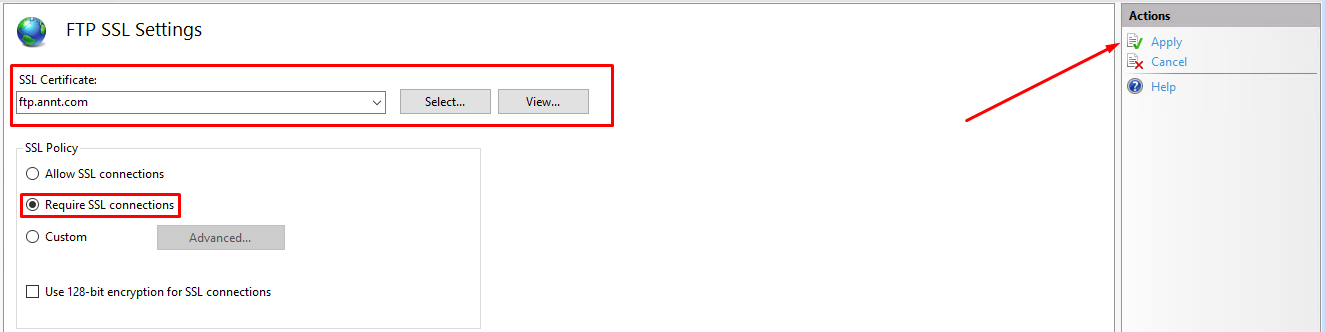 FTP SSL Settings
SSL Certificate:
ftp.annt.com
Select...
View...
SSL Policy
Allow SSL connections
Require SSL connections
Custom
Advanced...
Use 128-bit encryption for SSL connections
Actions
Apply
Cancel
Help